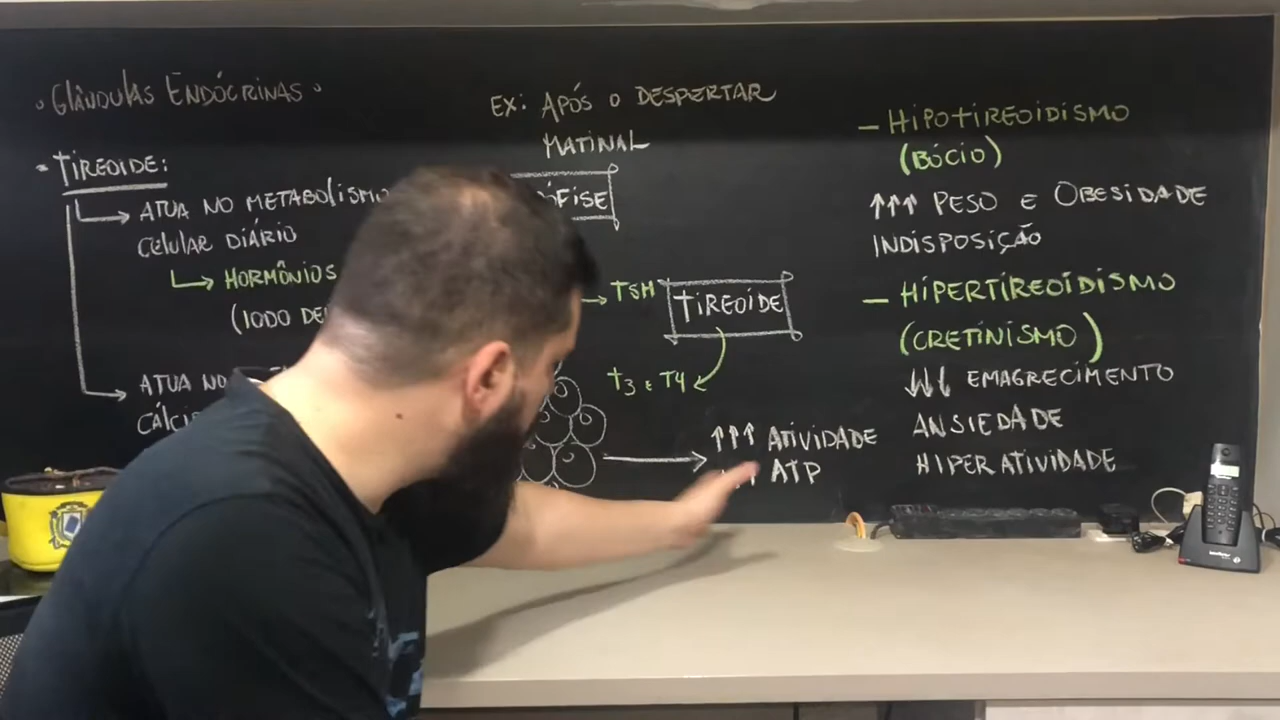 Glândulas Endócrinas
Tireoide:
Atua no metabolismo
celular diário
Hormônios
(Iodo
Atua no
Ex: Após o despertar
matinal
TSH
Tireoide
T3 e T4
↑↑↑ Atividade
ATP
- Hipotireoidismo
(Bócio)
↑↑↑ Peso e Obesidade
Indisposição
- Hipertireoidismo
(Cretinismo)
↓↓↓ Emagrecimento
Ansiedade
Hiperatividade